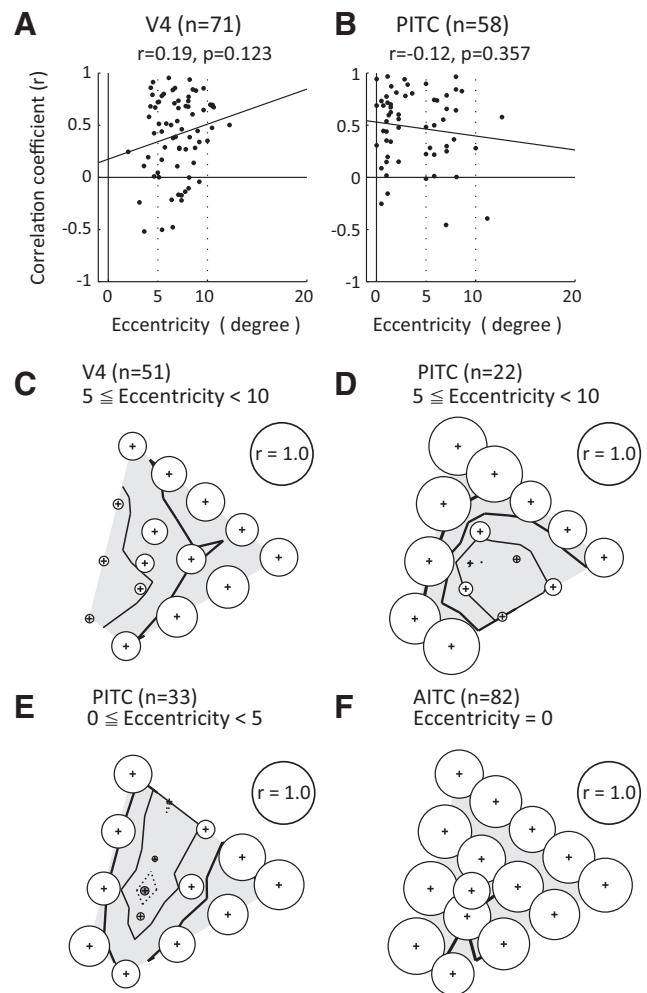 A
V4 (n=71)
r=0.19, p=0.123
B
PITC (n=58)
r=-0.12, p=0.357
Correlation coefficient (r)
1
0.5
0
-0.5
-1
0 5 10 20
Eccentricity ( degree )
1
0.5
0
-0.5
-1
0 5 10 20
Eccentricity ( degree )
C
V4 (n=51)
5 ≦ Eccentricity < 10
r = 1.0
D
PITC (n=22)
5 ≦ Eccentricity < 10
r = 1.0
E
PITC (n=33)
0 ≦ Eccentricity < 5
r = 1.0
F
AITC (n=82)
Eccentricity = 0
r = 1.0